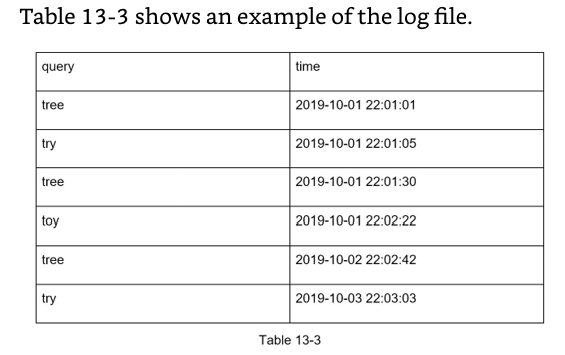 Table 13-3 shows an example of the log file.
query time
tree 2019-10-01 22:01:01
try 2019-10-01 22:01:05
tree 2019-10-01 22:01:30
toy 2019-10-01 22:02:22
tree 2019-10-02 22:02:42
try 2019-10-03 22:03:03
Table 13-3